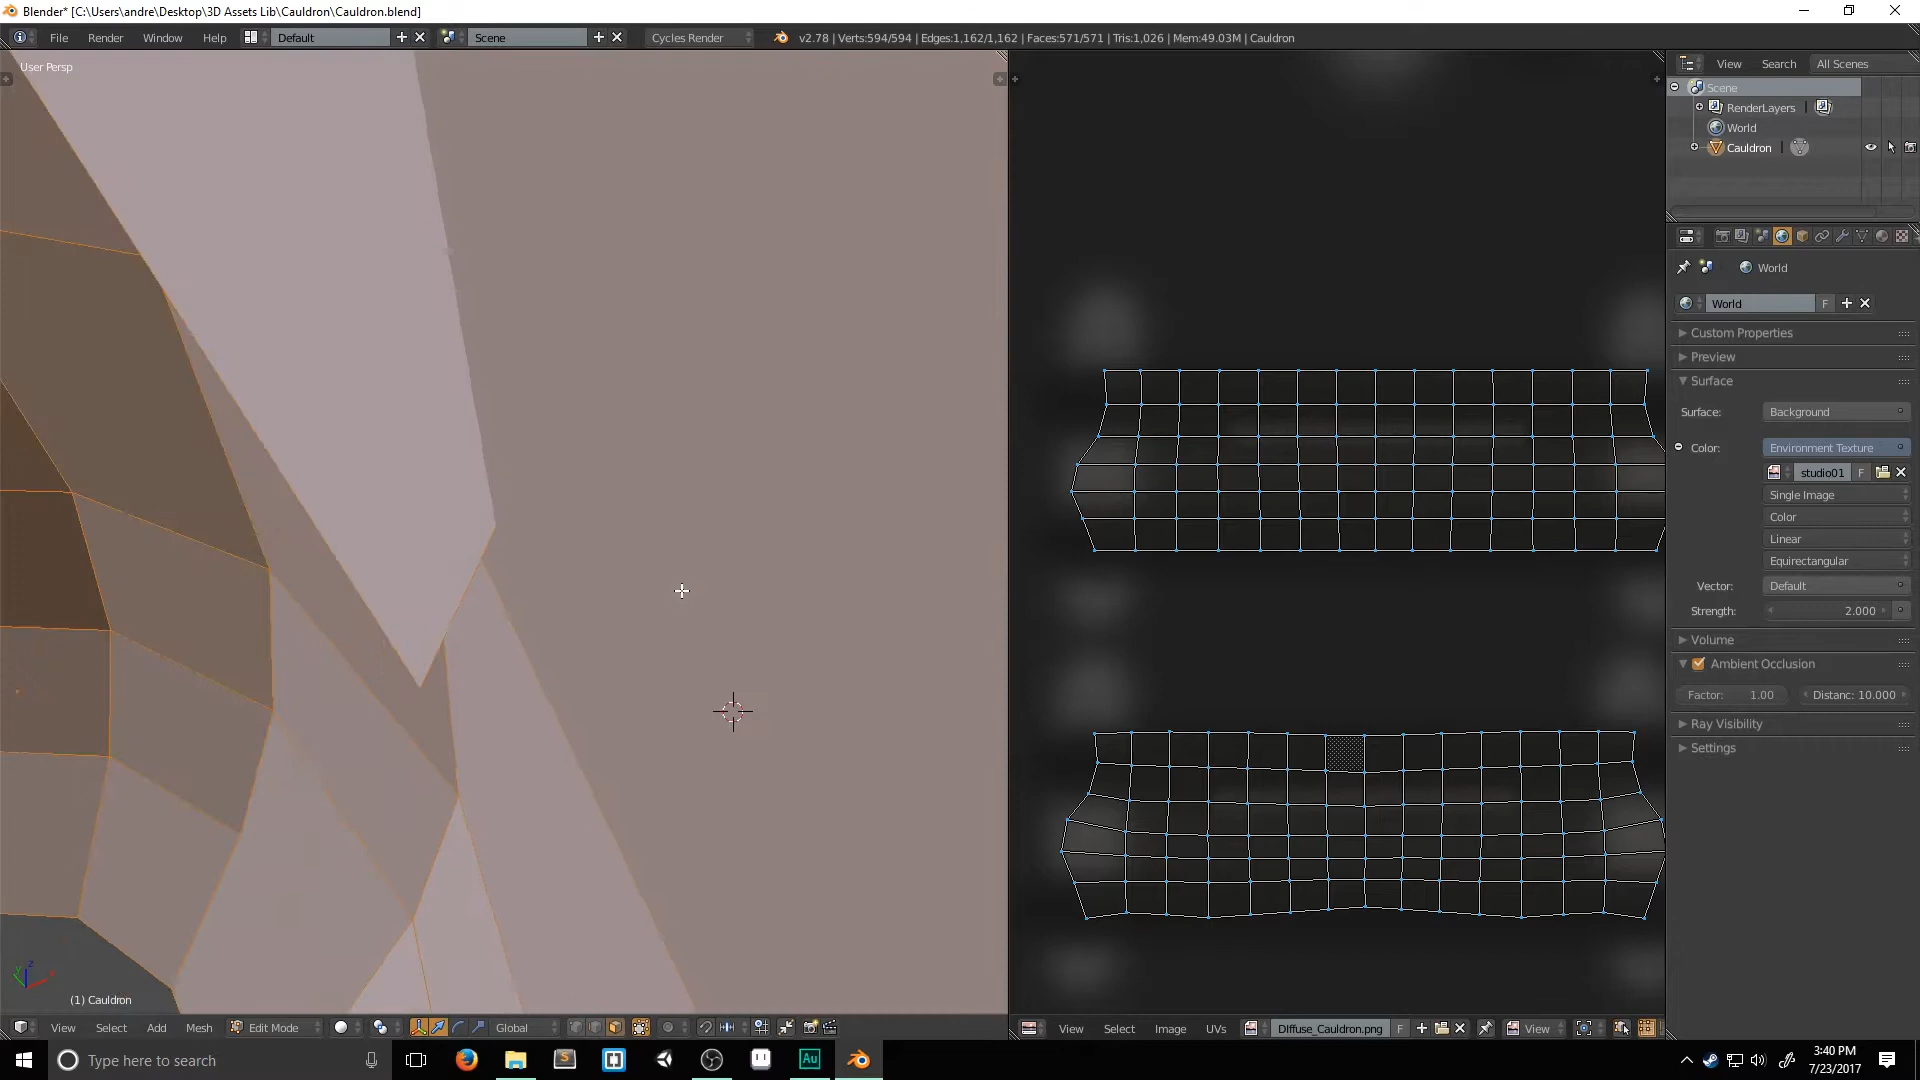 Blender* [C:\Users\andre\Desktop\3D Assets Lib\Cauldron\Cauldron.blend]
File Render Window Help Default Scene Cycles Render v2.78 | Verts:594/594 | Edges:1,162/1,162 | Faces:571/571 | Tris:1,026 | Mem:49.03M | Cauldron
User Persp
View Search All Scenes
Scene
RenderLayers
World
Cauldron
World
World F
Custom Properties
Preview
Surface
Surface: Background
Color: Environment Texture
studio01 F
Single Image
Color
Linear
Equirectangular
Vector: Default
Strength: 2.000
Volume
Ambient Occlusion
Factor: 1.00 Distanc: 10.000
Ray Visibility
Settings
(1) Cauldron
View Select Add Mesh Edit Mode Global
View Select Image UVs DIffuse_Cauldron.png F View
Type here to search
Au
3:40 PM
7/23/2017